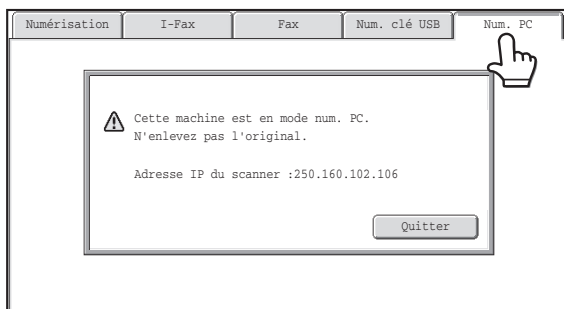 Numérisation I-Fax Fax Num. clé USB Num. PC
Cette machine est en mode num. PC.
N'enlevez pas l'original.
Adresse IP du scanner :250.160.102.106
Quitter